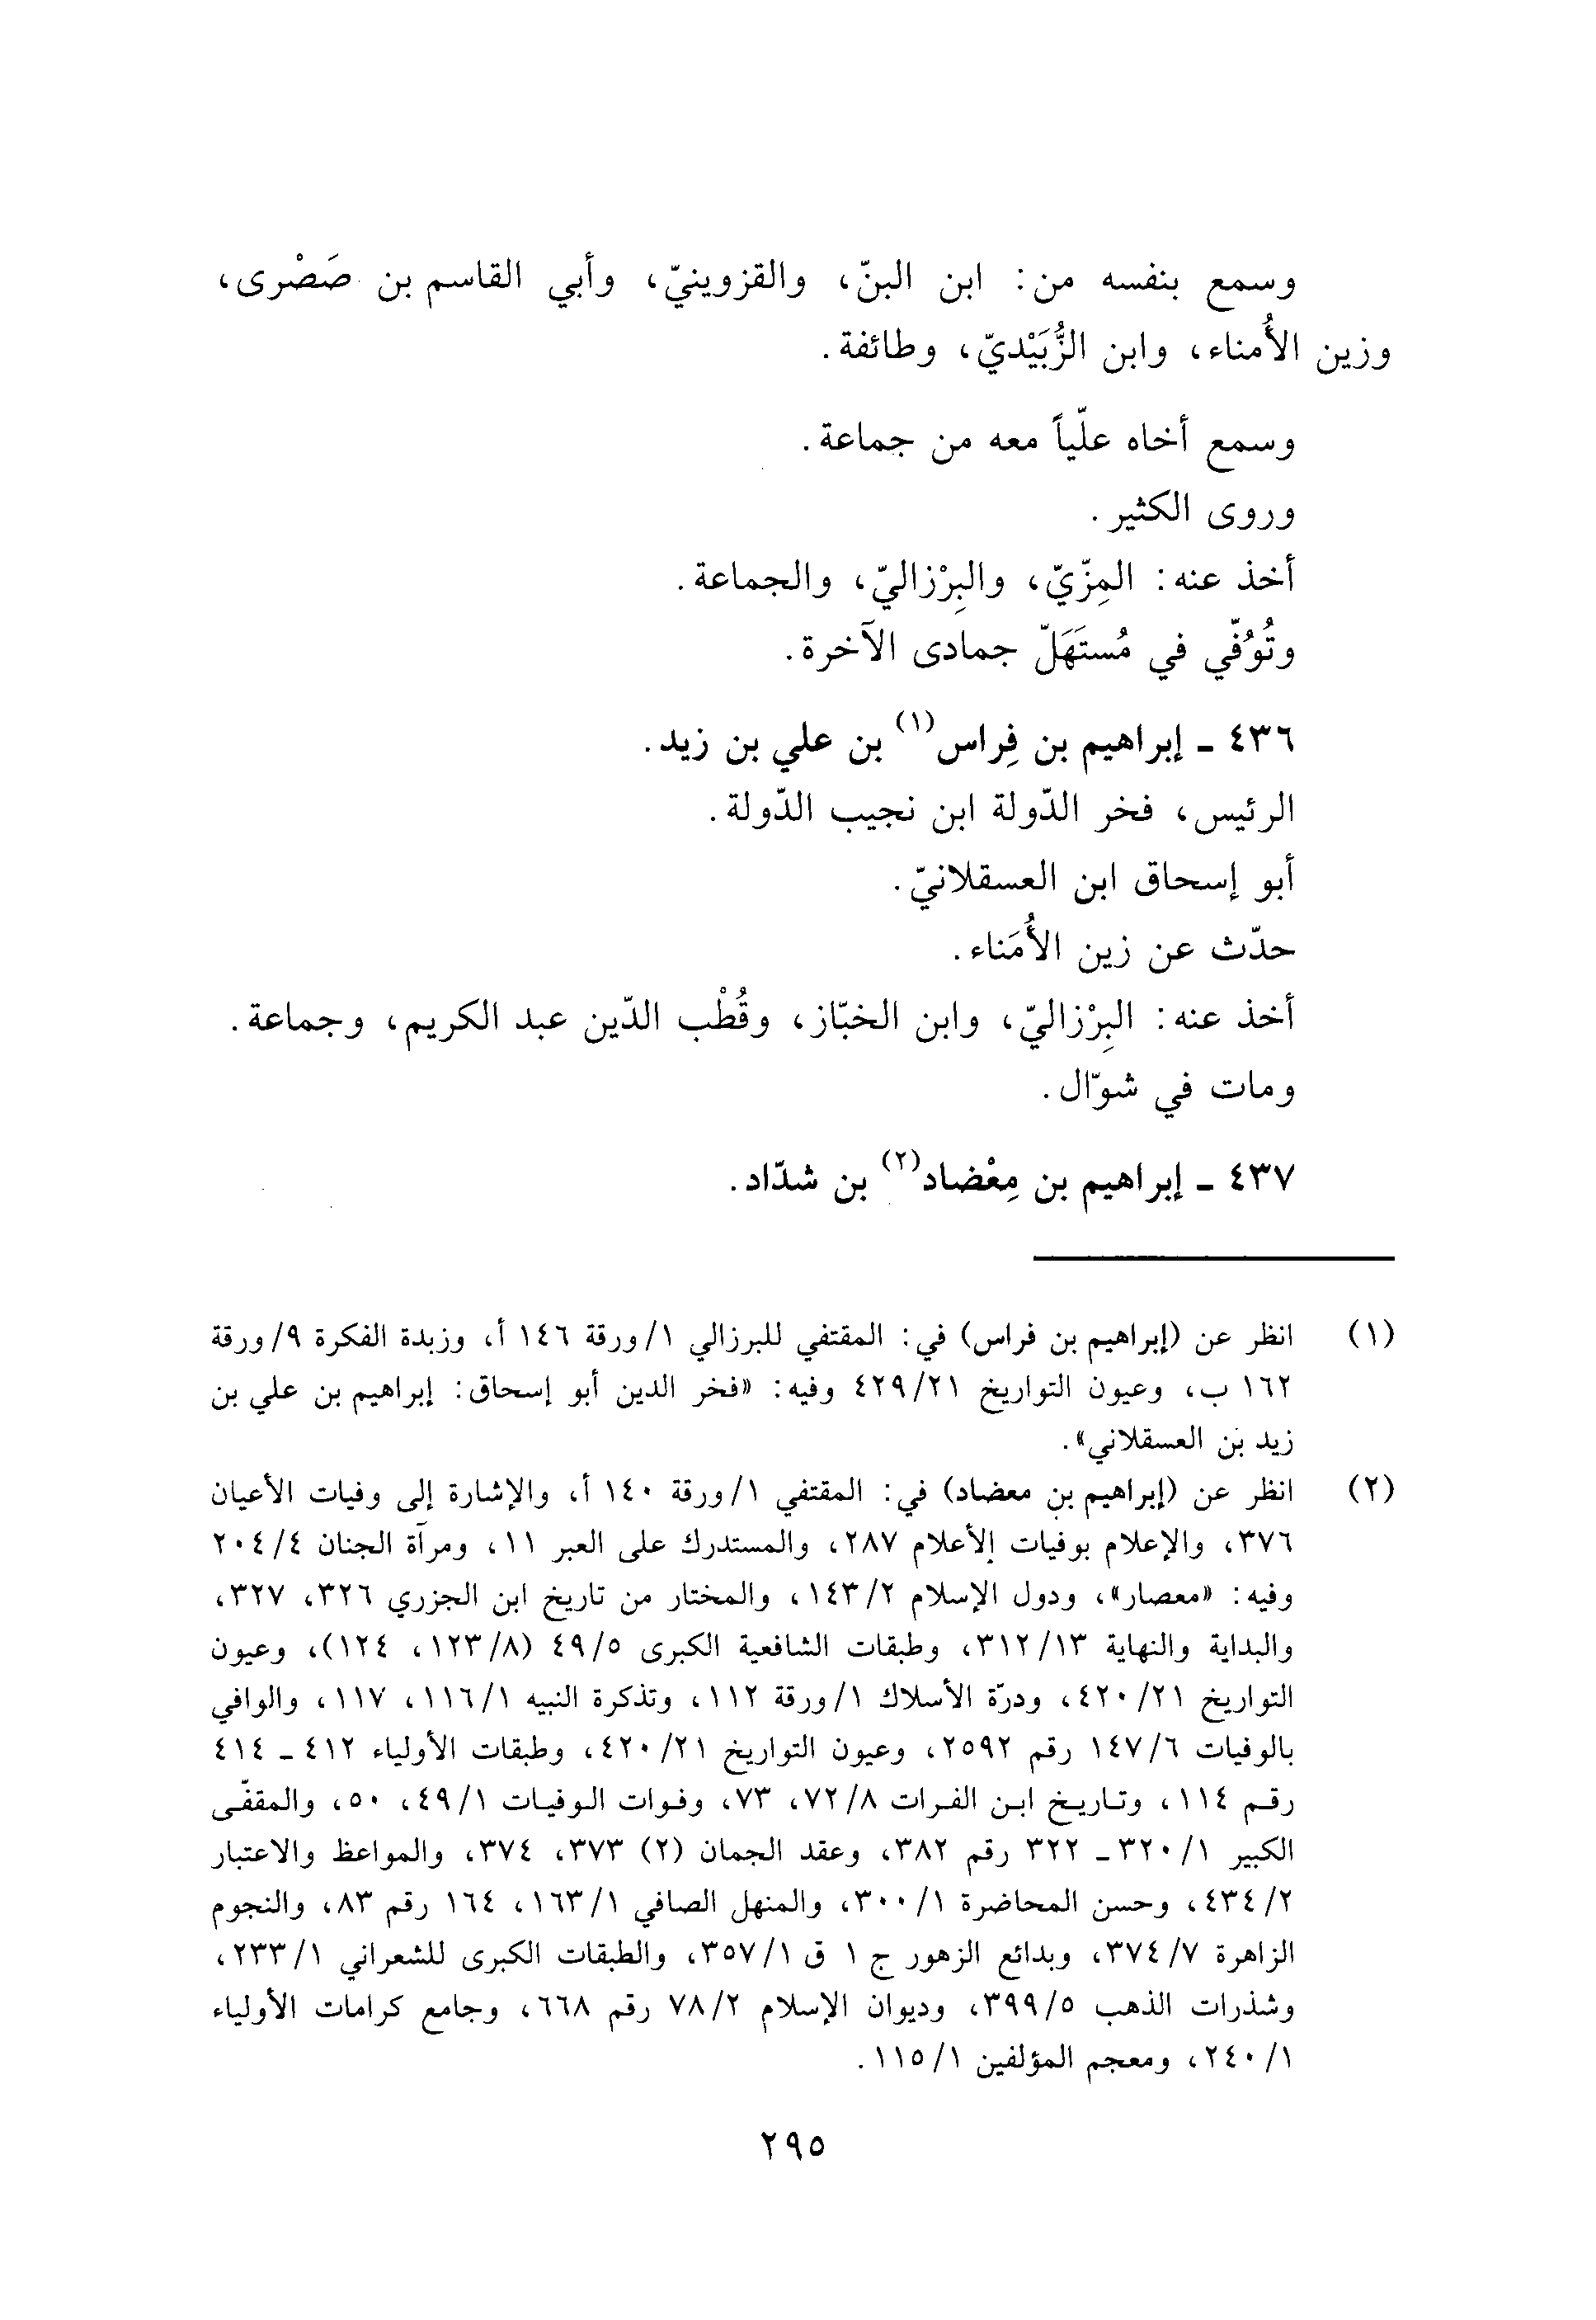 وسمع بنفسه من: ابن البنّ، والقزوينيّ، وأبي القاسم بن صَصْرى،
وزين الأُمناء، وابن الزُّبَيْديّ، وطائفة.
وسمع أخاه علّياً معه من جماعة.
وروى الكثير.
أخذ عنه: المِزّيّ، والبِرْزاليّ، والجماعة.
وتُوُفّي في مُستَهَلّ جمادى الآخرة.
٤٣٦ ـ إبراهيم بن فِراس(١) بن علي بن زيد.
الرئيس، فخر الدّولة ابن نجيب الدّولة.
أبو إسحاق ابن العسقلانيّ.
حدّث عن زين الأُمَناء.
أخذ عنه: البِرْزاليّ، وابن الخبّاز، وقُطْب الدّين عبد الكريم، وجماعة.
ومات في شوّال.
٤٣٧ ـ إبراهيم بن مِعْضاد(٢) بن شدّاد.
(١) انظر عن (إبراهيم بن فراس) في: المقتفي للبرزالي ١/ورقة ١٤٦ أ، وزبدة الفكرة ٩/ورقة
١٦٢ ب، وعيون التواريخ ٤٢٩/٢١ وفيه: «فخر الدين أبو إسحاق: إبراهيم بن علي بن
زيد بن العسقلاني».
(٢) انظر عن (إبراهيم بن معضاد) في: المقتفي ١/ورقة ١٤٠ أ، والإشارة إلى وفيات الأعيان
٣٧٦، والإعلام بوفيات الأعلام ٢٨٧، والمستدرك على العبر ١١، ومرآة الجنان ٢٠٤/٤
وفيه: «معصار»، ودول الإسلام ١٤٣/٢، والمختار من تاريخ ابن الجزري ٣٢٦، ٣٢٧،
والبداية والنهاية ٣١٢/١٣، وطبقات الشافعية الكبرى ٤٩/٥ (١٢٣/٨، ١٢٤)، وعيون
التواريخ ٤٢٠/٢١، ودرّة الأسلاك ١/ورقة ١١٢، وتذكرة النبيه ١١٦/١، ١١٧، والوافي
بالوفيات ١٤٧/٦ رقم ٢٥٩٢، وعيون التواريخ ٤٢٠/٢١، وطبقات الأولياء ٤١٢ ـ ٤١٤
رقم ١١٤، وتاريخ ابن الفرات ٧٢/٨، ٧٣، وفوات الوفيات ٤٩/١، ٥٠، والمقفّى
الكبير ٣٢٠/١ ـ ٣٢٢ رقم ٣٨٢، وعقد الجمان (٢) ٣٧٣، ٣٧٤، والمواعظ والاعتبار
٤٣٤/٢، وحسن المحاضرة ٣٠٠/١، والمنهل الصافي ١٦٣/١، ١٦٤ رقم ٨٣، والنجوم
الزاهرة ٣٧٤/٧، وبدائع الزهور ج ١ ق ٣٥٧/١، والطبقات الكبرى للشعراني ٢٣٣/١،
وشذرات الذهب ٣٩٩/٥، وديوان الإسلام ٧٨/٢ رقم ٦٦٨، وجامع كرامات الأولياء
٢٤٠/١، ومعجم المؤلفين ١١٥/١.
٢٩٥